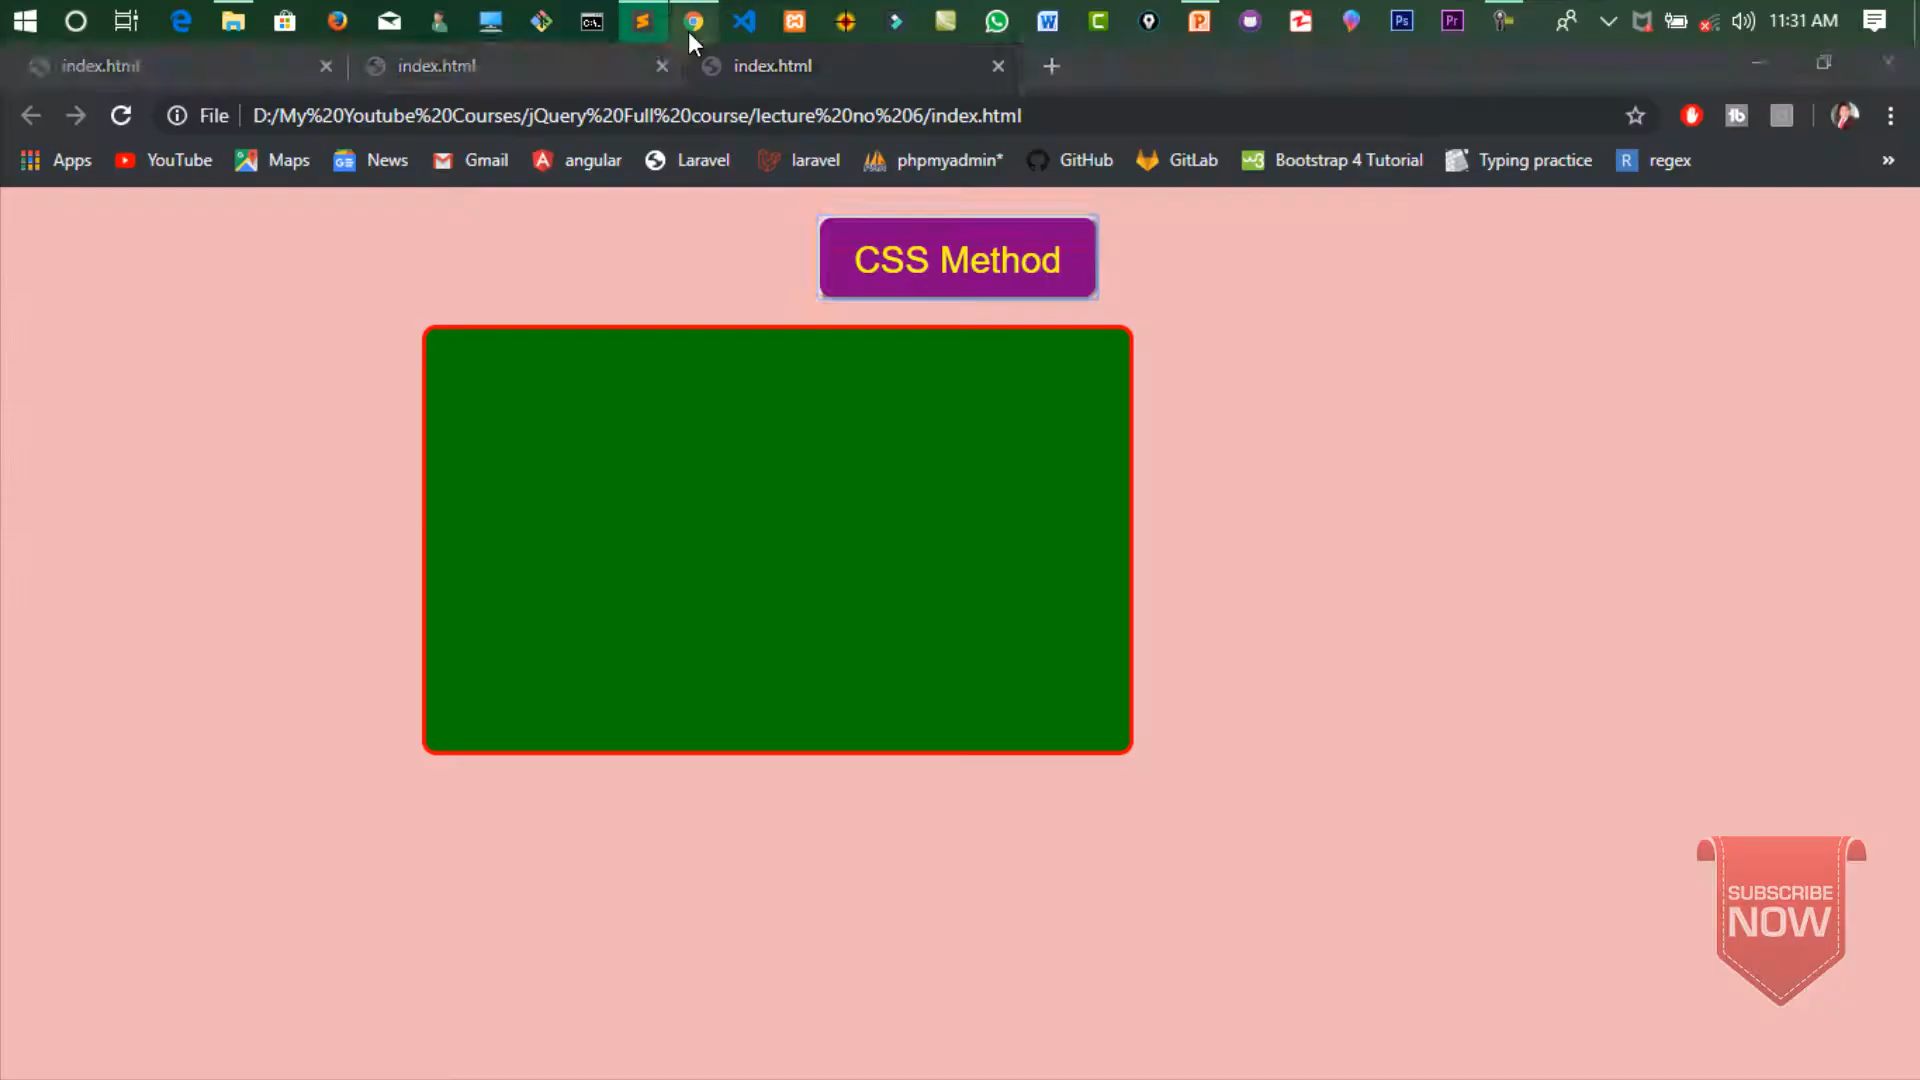 11:31 AM
index.html
index.html
index.html
File
D:/My%20Youtube%20Courses/jQuery%20Full%20course/lecture%20no%206/index.html
Apps
YouTube
Maps
News
Gmail
angular
Laravel
laravel
phpmyadmin*
GitHub
GitLab
Bootstrap 4 Tutorial
Typing practice
R
regex
»
CSS Method
SUBSCRIBE
NOW